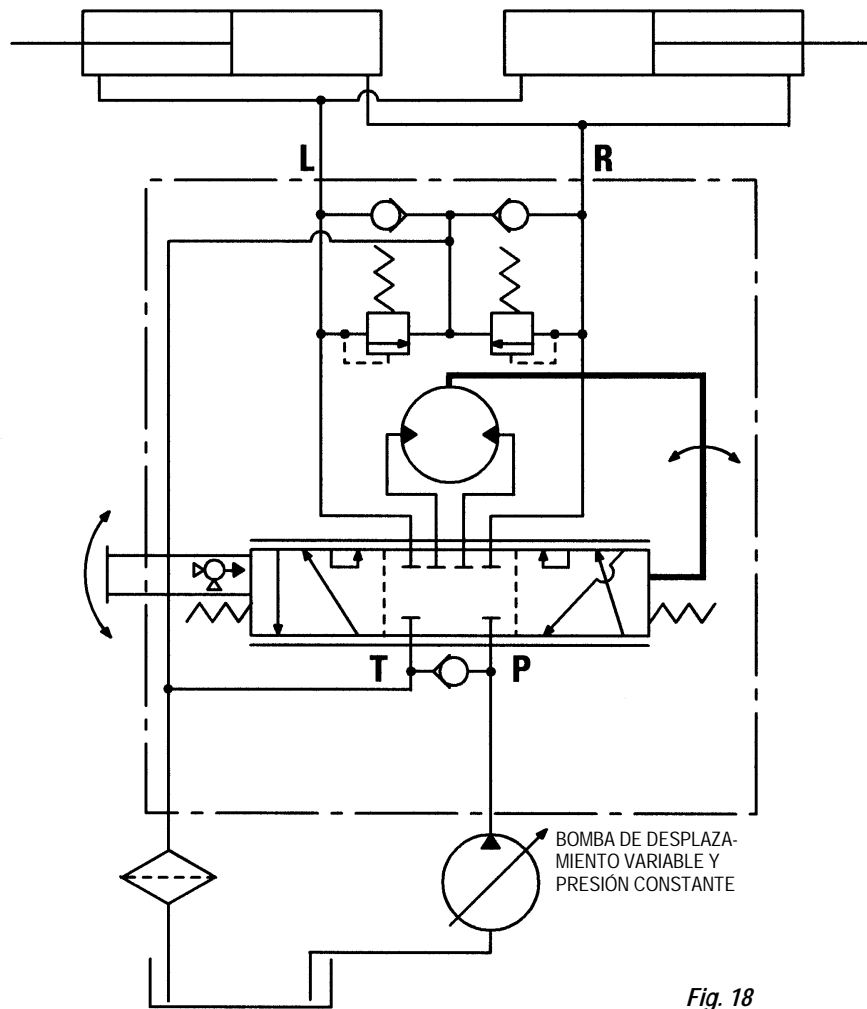 L
R
T
P
BOMBA DE DESPLAZA-
MIENTO VARIABLE Y
PRESIÓN CONSTANTE
Fig. 18